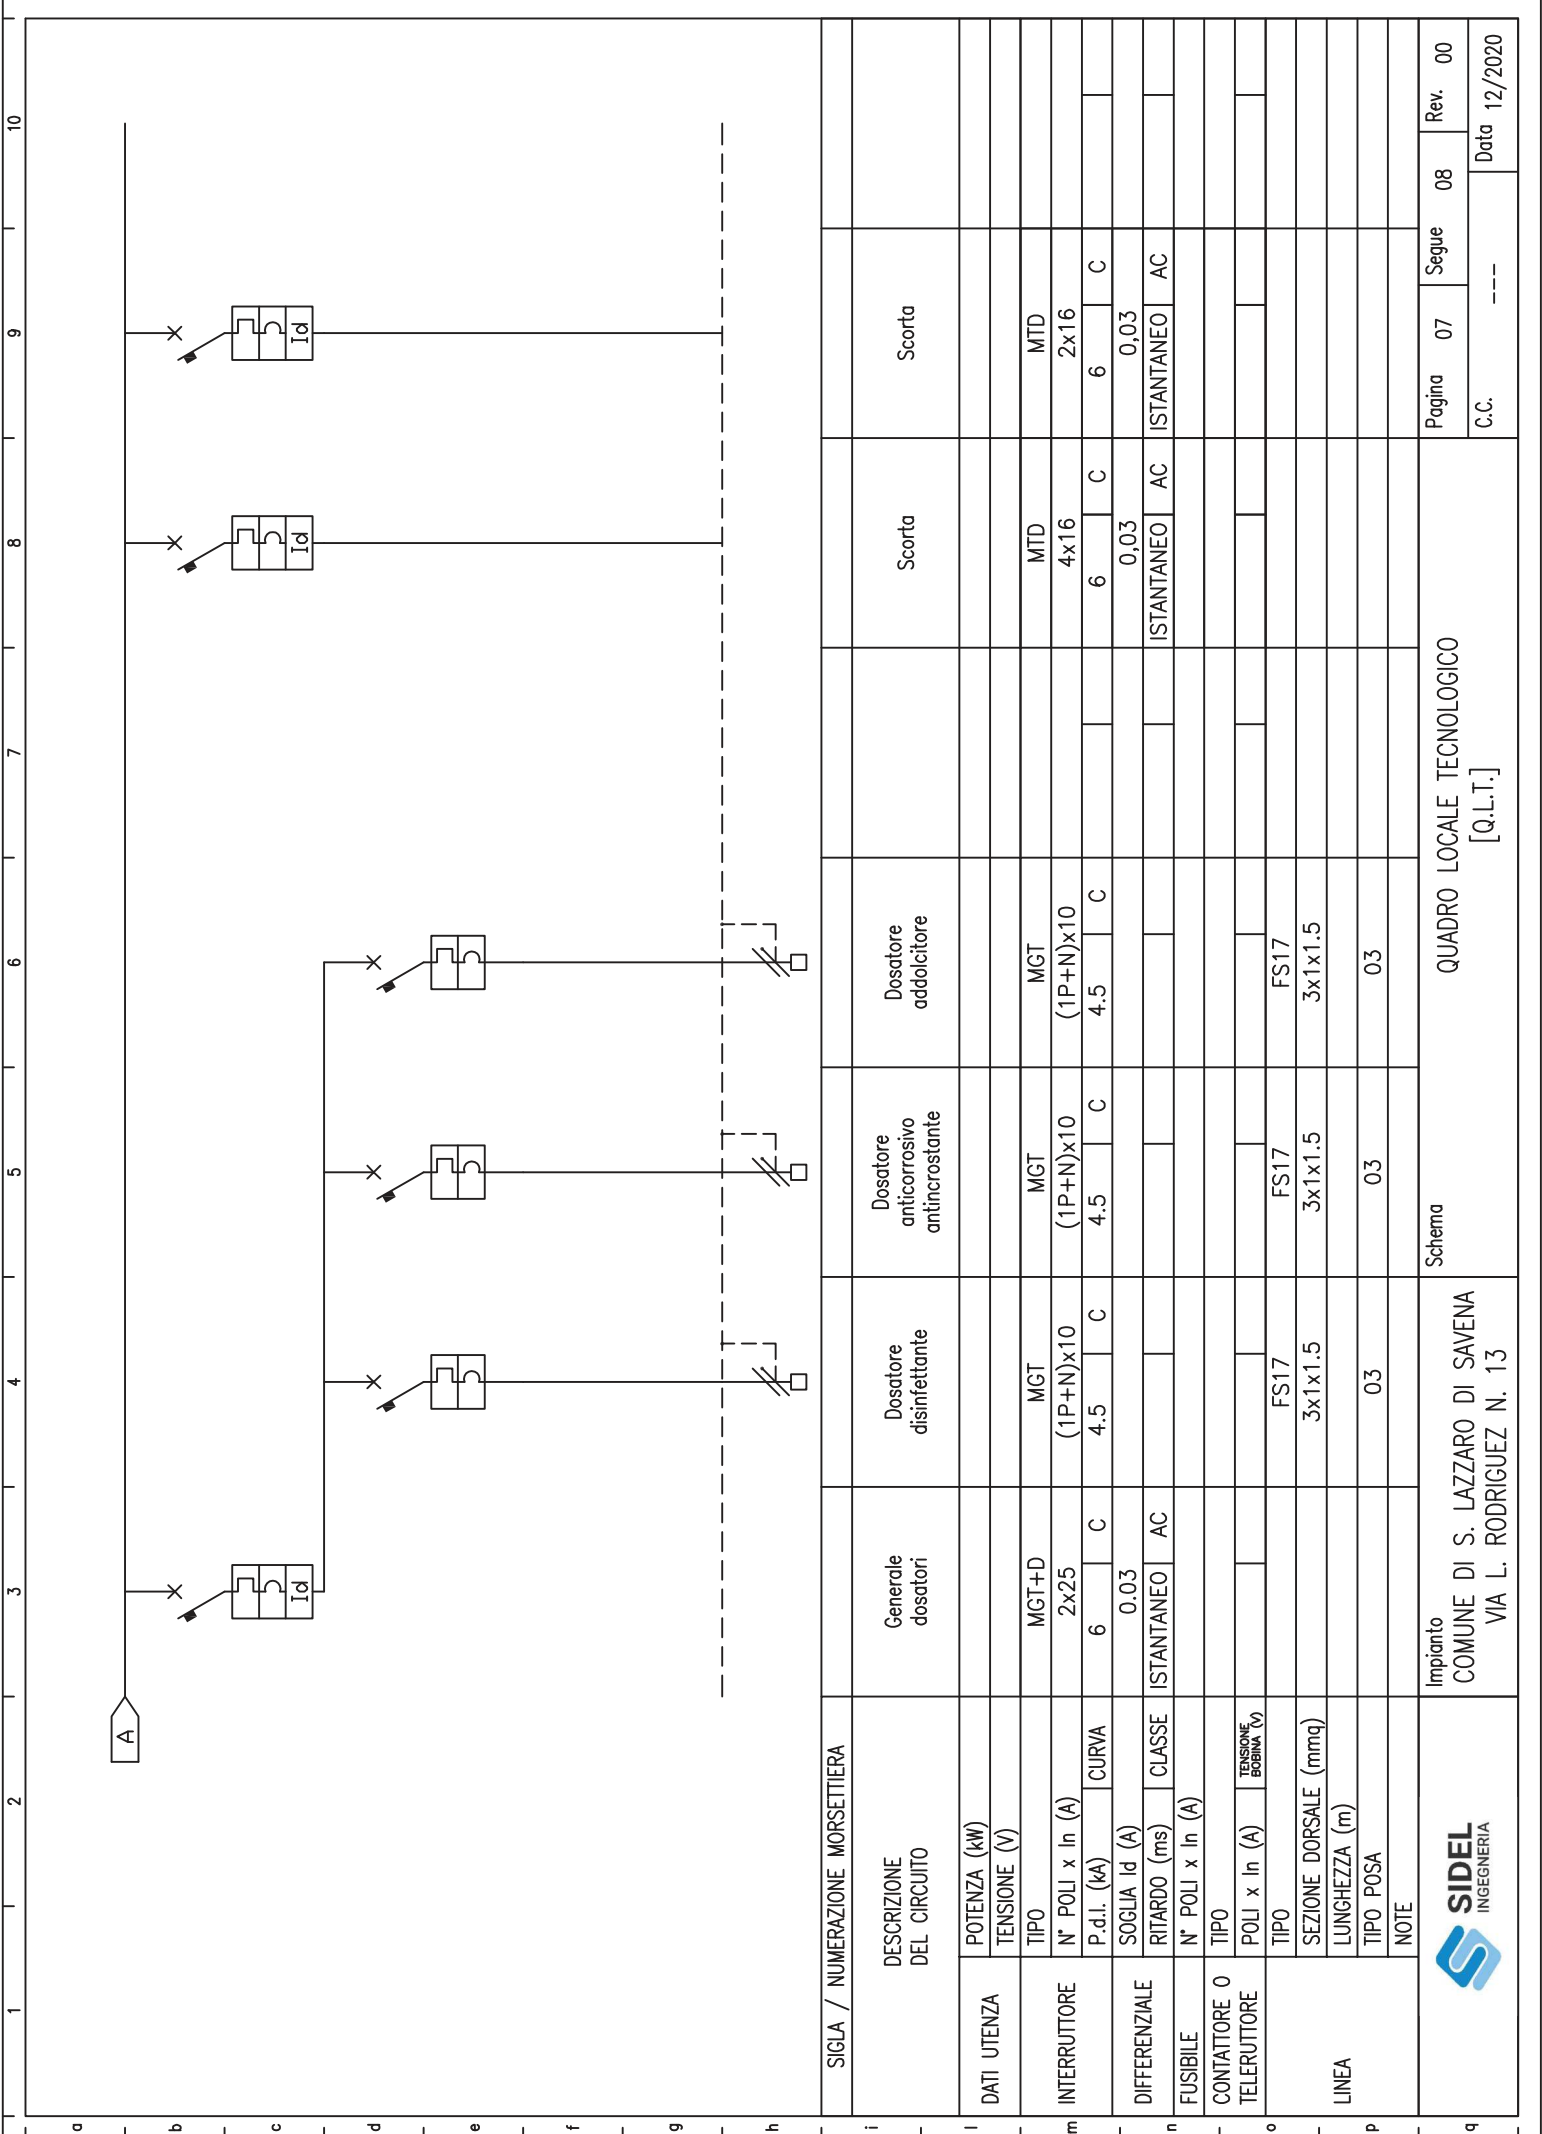 1 2 3 4 5 6 7 8 9 10
a
b
c
d
e
f
g
h
i
l
m
n
o
p
q
A
Id Id Id
SIGLA / NUMERAZIONE MORSETTIERA
DESCRIZIONE
DEL CIRCUITO
Generale
dosatori
Dosatore
disinfettante
Dosatore
anticorrosivo
antincrostante
Dosatore
addolcitore
Scorta
Scorta
DATI UTENZA
POTENZA (kW)
TENSIONE (V)
INTERRUTTORE
TIPO MGT+D MGT MGT MGT MTD MTD
N° POLI x In (A) 2x25 (1P+N)x10 (1P+N)x10 (1P+N)x10 4x16 2x16
P.d.I. (kA) CURVA 6 C 4.5 C 4.5 C 4.5 C 6 C 6 C
DIFFERENZIALE
SOGLIA Id (A) 0.03 0,03 0,03
RITARDO (ms) CLASSE ISTANTANEO AC ISTANTANEO AC ISTANTANEO AC
FUSIBILE N° POLI x In (A)
CONTATTORE O
TELERUTTORE
TIPO
POLI x In (A) TENSIONE
BOBINA (V)
LINEA
TIPO FS17 FS17 FS17
SEZIONE DORSALE (mmq) 3x1x1.5 3x1x1.5 3x1x1.5
LUNGHEZZA (m)
TIPO POSA 03 03 03
NOTE
SIDEL
INGEGNERIA
Impianto
COMUNE DI S. LAZZARO DI SAVENA
VIA L. RODRIGUEZ N. 13
Schema
QUADRO LOCALE TECNOLOGICO
[Q.L.T.]
Pagina 07 Segue 08 Rev. 00
C.C. --- Data 12/2020